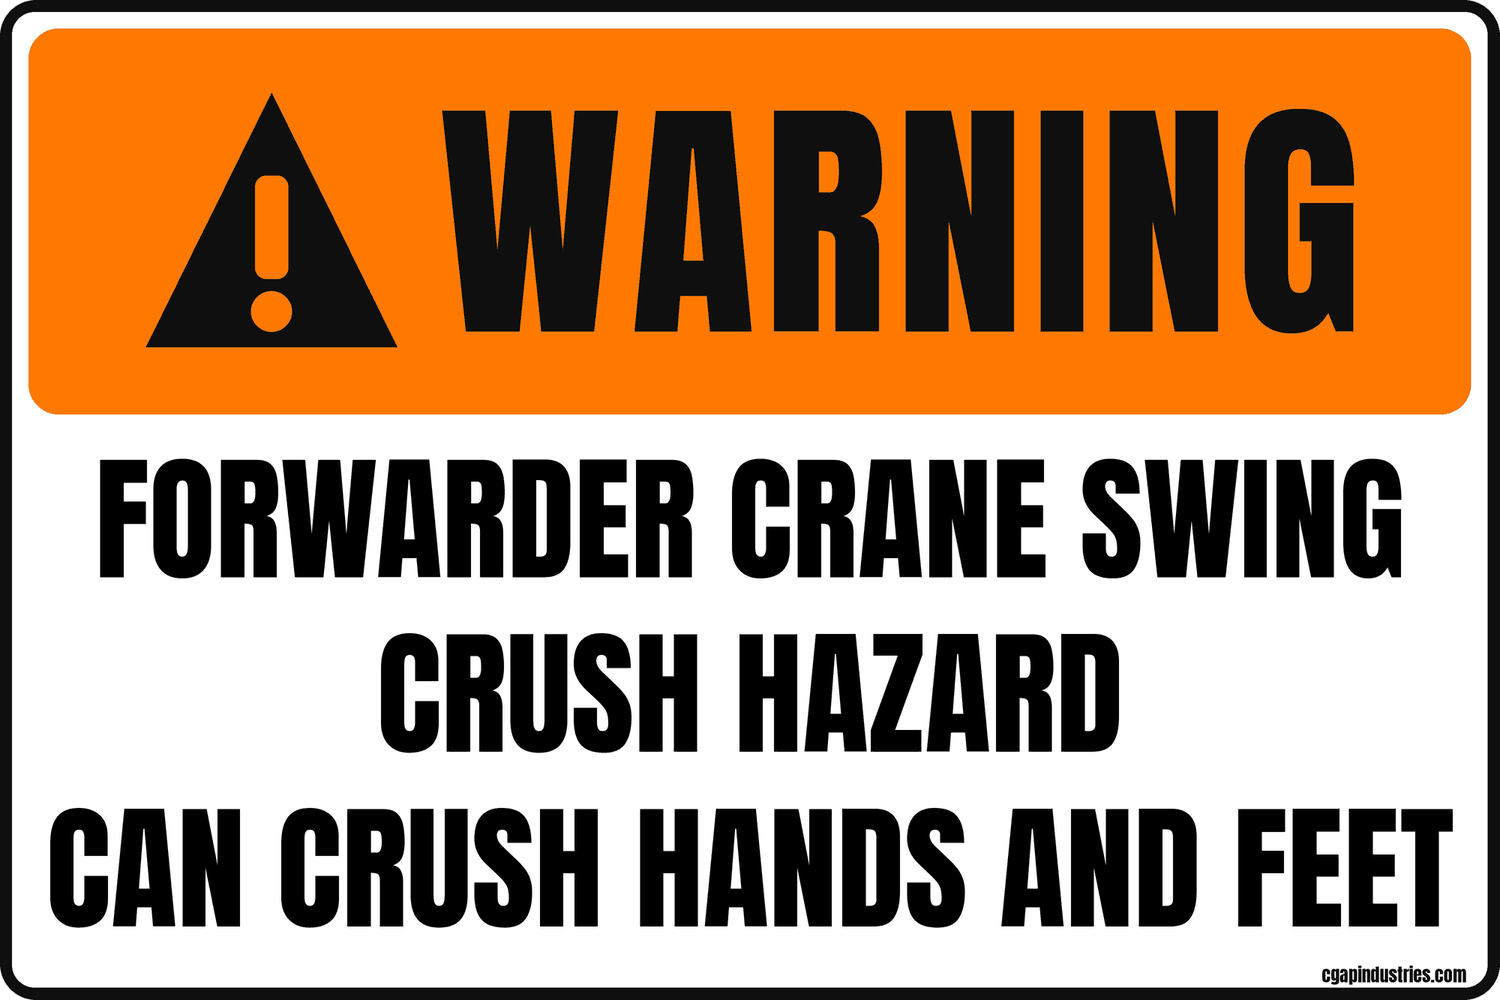 WARNING
FORWARDER CRANE SWING
CRUSH HAZARD
CAN CRUSH HANDS AND FEET
cgapindustries.com